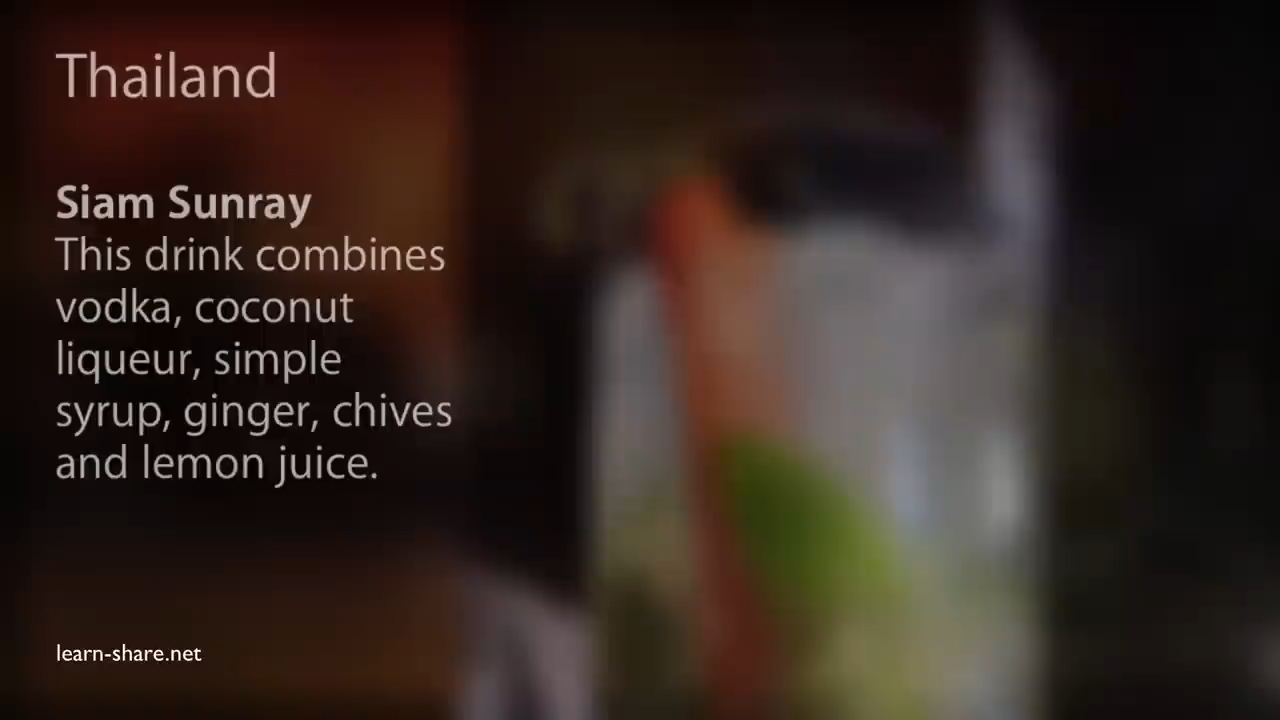 Thailand
Siam Sunray
This drink combines
vodka, coconut
liqueur, simple
syrup, ginger, chives
and lemon juice.
learn-share.net